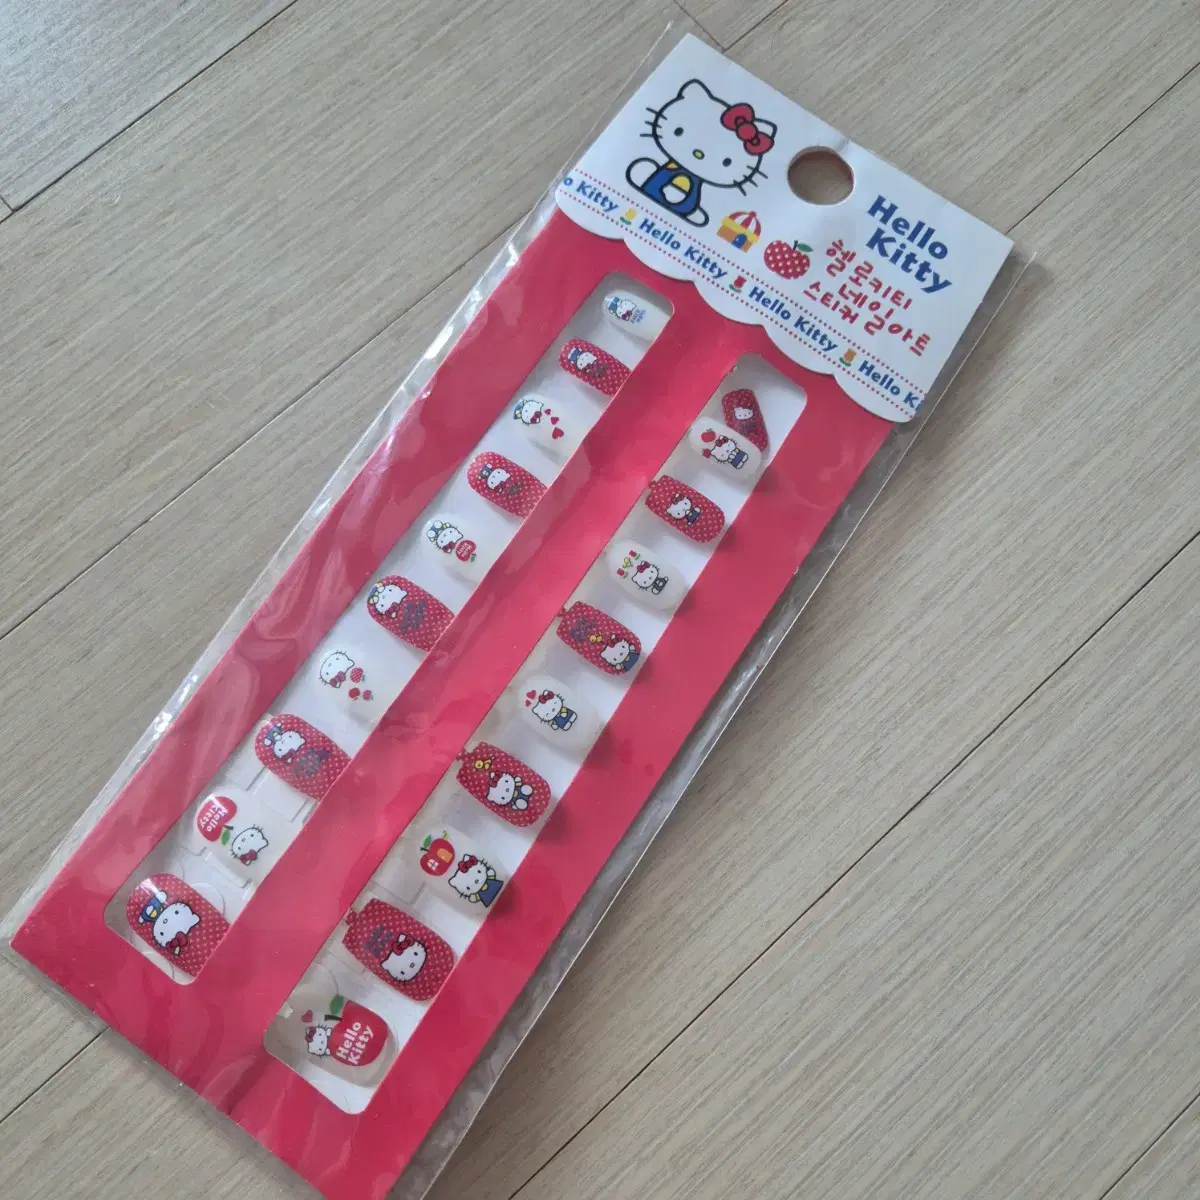 Hello
Kitty
헬로키티
네일아트
스티커
o Kitty Hello Kitty Hello Kitty Hello K
Hello
Kitty
Hello
Kitty